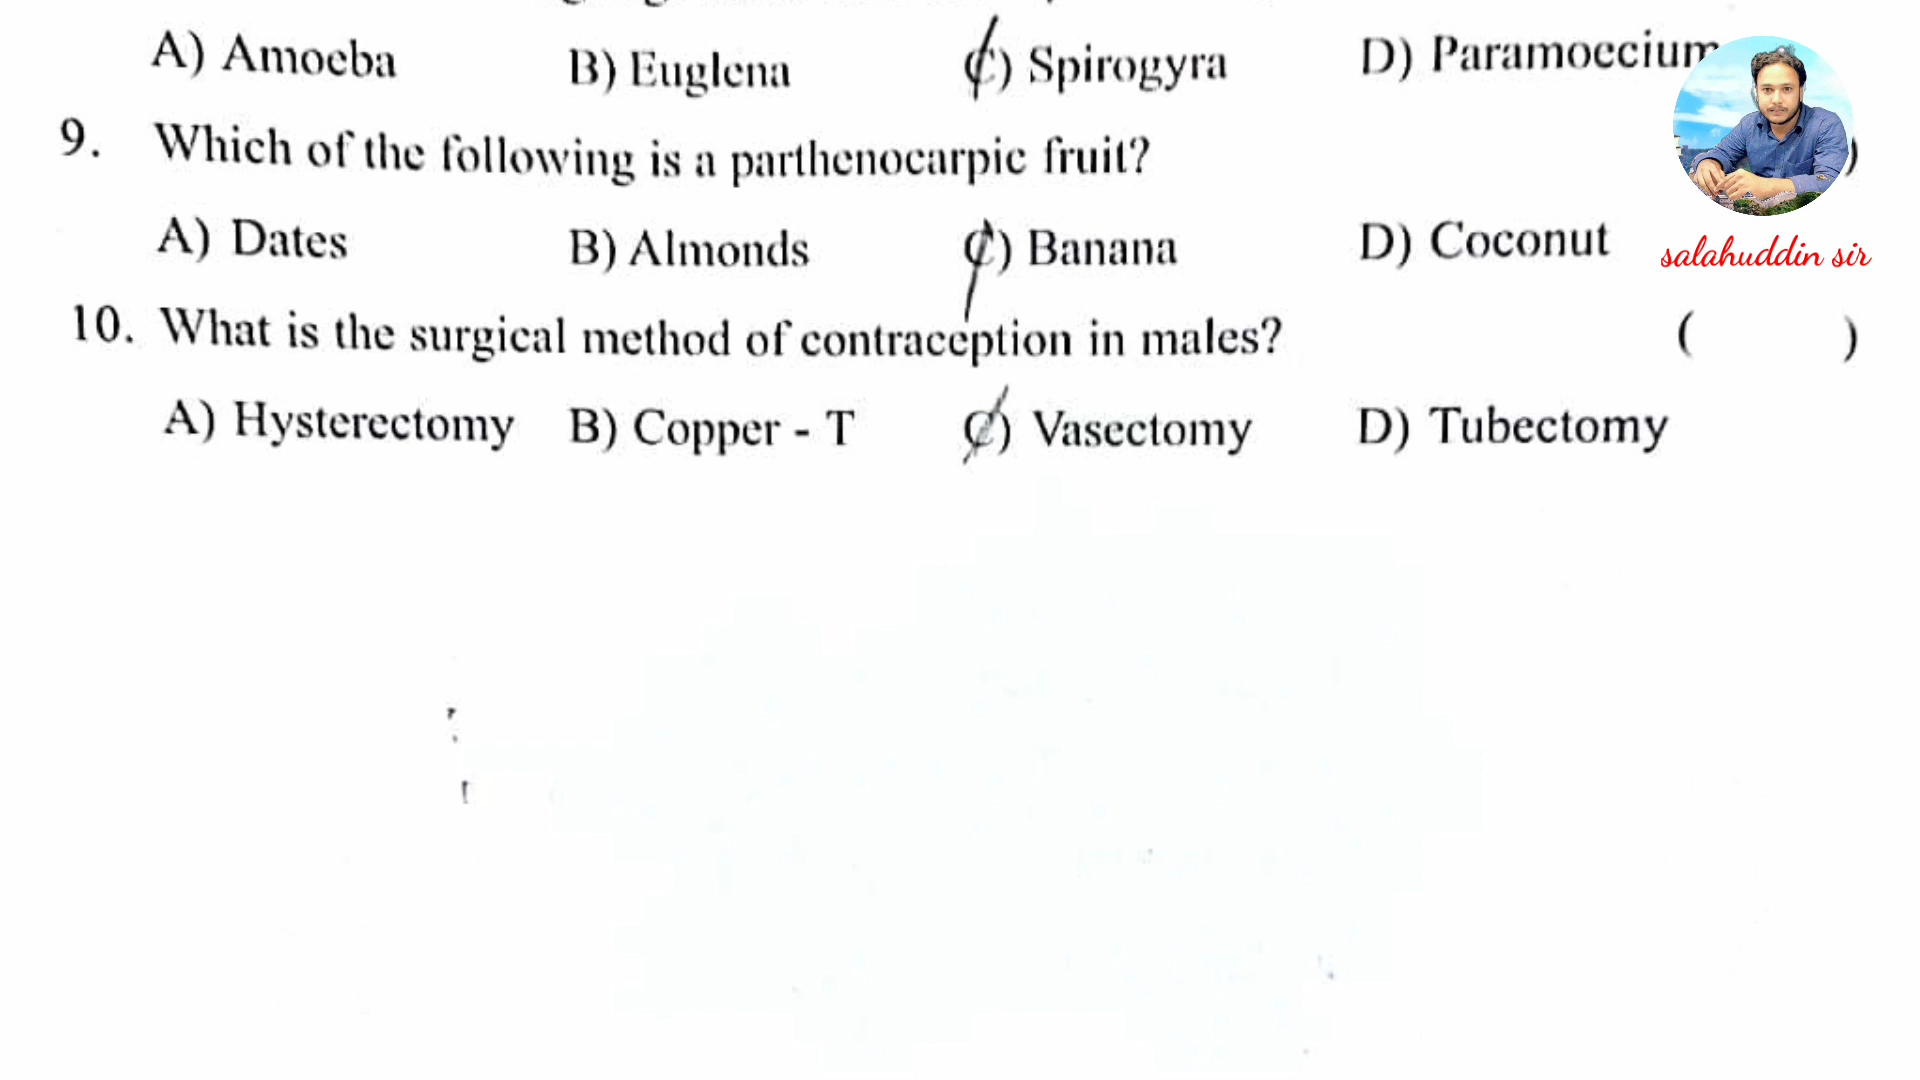 A) Amoeba B) Euglena C) Spirogyra D) Paramoecium
9. Which of the following is a parthenocarpic fruit? )
A) Dates B) Almonds C) Banana D) Coconut
salahuddin sir
10. What is the surgical method of contraception in males? ( )
A) Hysterectomy B) Copper - T C) Vasectomy D) Tubectomy